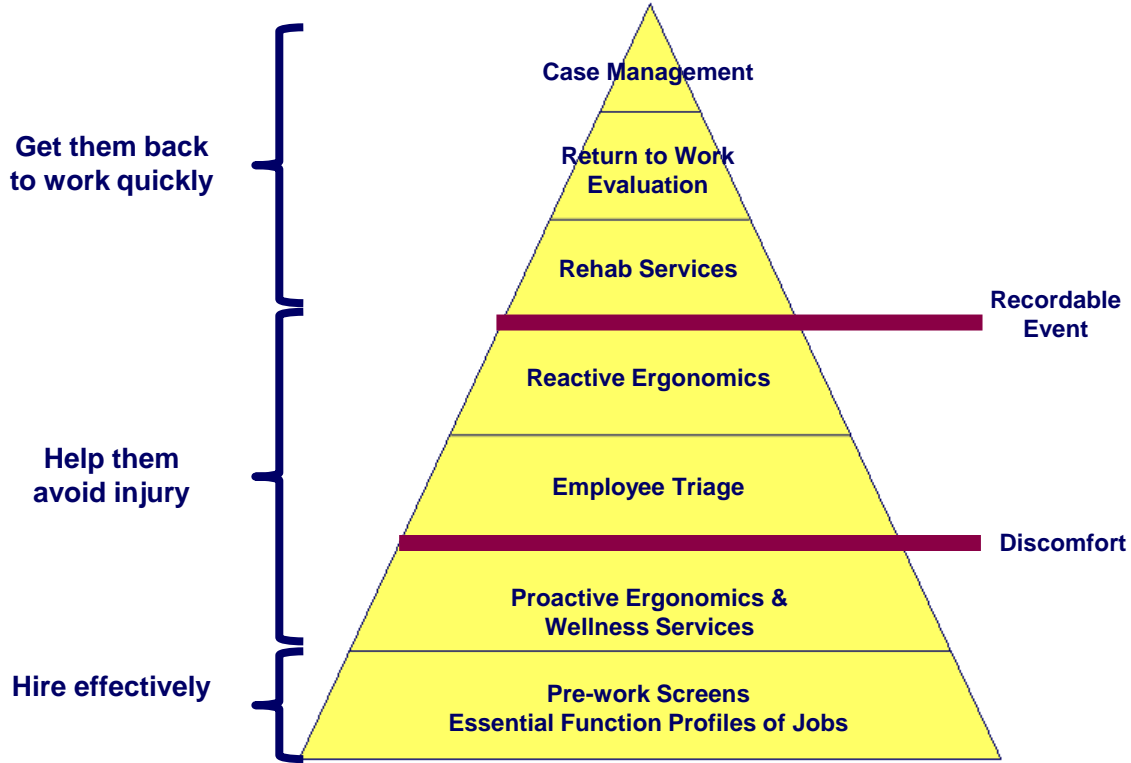 Case Management
Get them back
to work quickly
Return to Work
Evaluation
Rehab Services
Recordable
Event
Reactive Ergonomics
Help them
avoid injury
Employee Triage
Discomfort
Proactive Ergonomics &
Wellness Services
Hire effectively
Pre-work Screens
Essential Function Profiles of Jobs